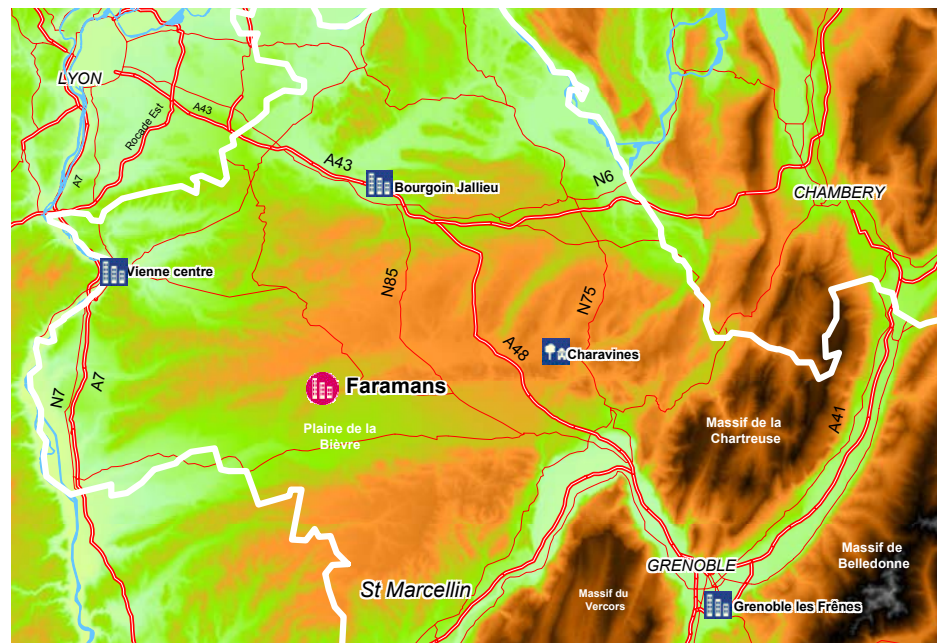 LYON
A43
Rocade Est
A7
A43
Bourgoin Jallieu
N6
CHAMBERY
Vienne centre
N85
N75
A48
Charavines
Faramans
N7
A7
Plaine de la
Bièvre
Massif de la
Chartreuse
A41
Massif de
Belledonne
GRENOBLE
St Marcellin
Massif du
Vercors
Grenoble les Frênes